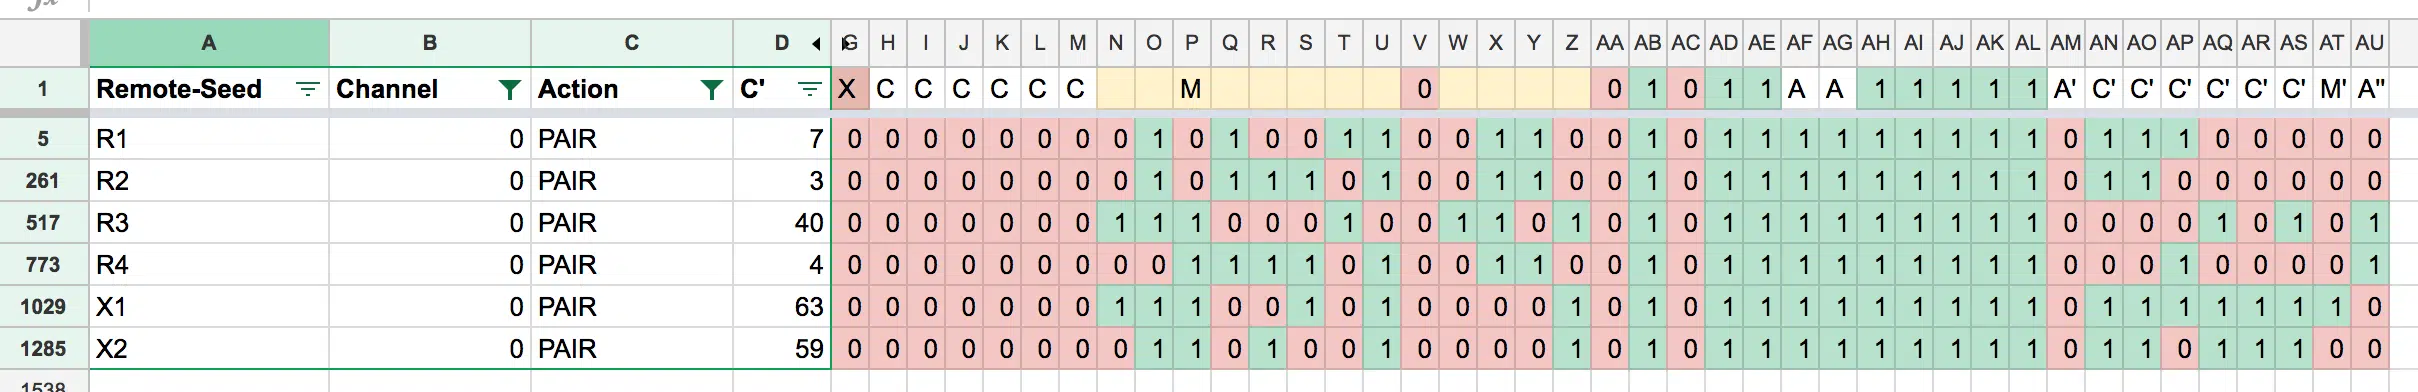 A B C D G H I J K L M N O P Q R S T U V W X Y Z AA AB AC AD AE AF AG AH AI AJ AK AL AM AN AO AP AQ AR AS AT AU
1 Remote-Seed Channel Action C' X C C C C C C M 0 0 1 0 1 1 A A 1 1 1 1 1 A' C' C' C' C' C' C' M' A''
5 R1 0 PAIR 7 0 0 0 0 0 0 0 0 1 0 1 0 0 1 1 0 0 1 1 0 0 1 0 1 1 1 1 1 1 1 1 1 0 1 1 1 0 0 0 0 0
261 R2 0 PAIR 3 0 0 0 0 0 0 0 0 1 0 1 1 1 0 1 0 0 1 1 0 0 1 0 1 1 1 1 1 1 1 1 1 0 1 1 0 0 0 0 0 0
517 R3 0 PAIR 40 0 0 0 0 0 0 0 1 1 1 0 0 0 1 0 0 1 1 0 1 0 1 0 1 1 1 1 1 1 1 1 1 0 0 0 0 1 0 1 0 1
773 R4 0 PAIR 4 0 0 0 0 0 0 0 0 0 1 1 1 1 0 1 0 0 1 1 0 0 1 0 1 1 1 1 1 1 1 1 1 0 0 0 1 0 0 0 0 1
1029 X1 0 PAIR 63 0 0 0 0 0 0 0 1 1 1 0 0 1 0 1 0 0 0 0 1 0 1 0 1 1 1 1 1 1 1 1 1 0 1 1 1 1 1 1 1 0
1285 X2 0 PAIR 59 0 0 0 0 0 0 0 0 1 1 0 1 0 0 1 0 0 0 0 1 0 1 0 1 1 1 1 1 1 1 1 1 0 1 1 0 1 1 1 0 0
1538